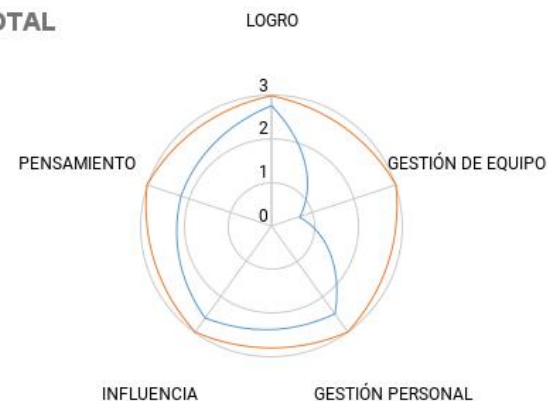 OTAL
LOGRO
3
2
1
0
PENSAMIENTO
GESTIÓN DE EQUIPO
INFLUENCIA
GESTIÓN PERSONAL